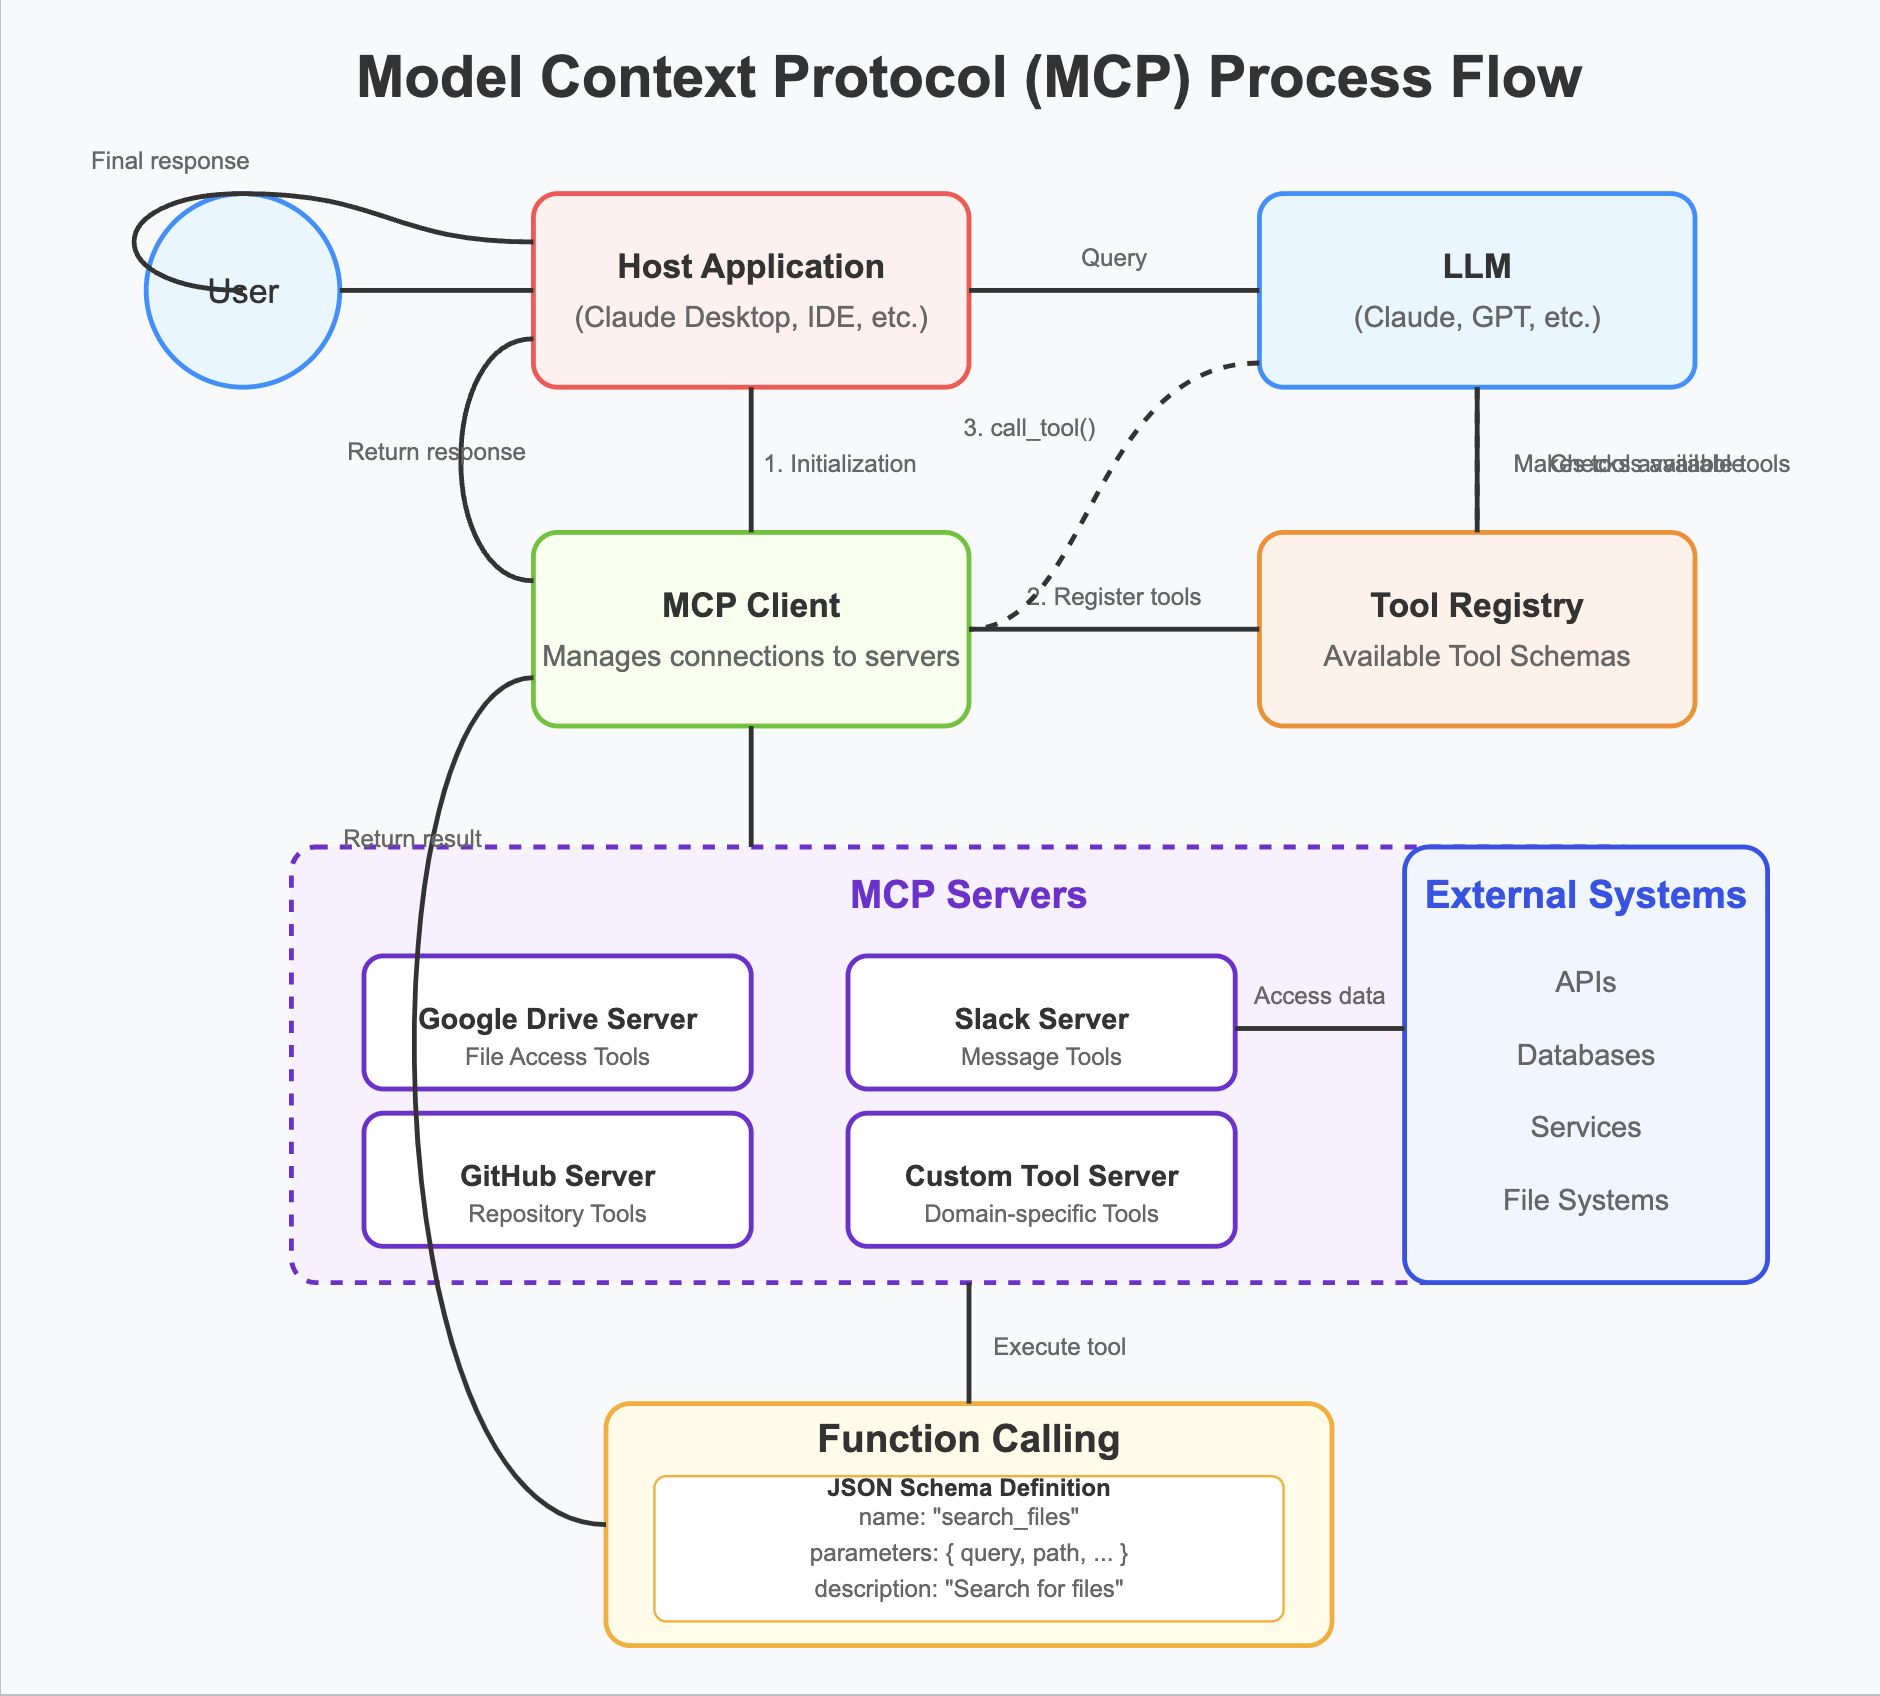 Model Context Protocol (MCP) Process Flow
Final response
User
Host Application
(Claude Desktop, IDE, etc.)
Query
LLM
(Claude, GPT, etc.)
Return response
1. Initialization
3. call_tool()
Makes tools available
Checks available tools
MCP Client
Manages connections to servers
2. Register tools
Tool Registry
Available Tool Schemas
Return result
MCP Servers
Google Drive Server
File Access Tools
Slack Server
Message Tools
Access data
GitHub Server
Repository Tools
Custom Tool Server
Domain-specific Tools
External Systems
APIs
Databases
Services
File Systems
Execute tool
Function Calling
JSON Schema Definition
name: "search_files"
parameters: { query, path, ... }
description: "Search for files"